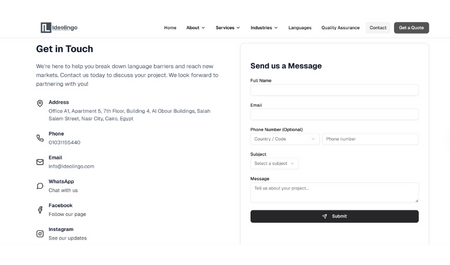 ideolingo
Home
About
Services
Industries
Languages
Quality Assurance
Contact
Get a Quote
Get in Touch
We're here to help you break down language barriers and reach new
markets. Contact us today to discuss your project. We look forward to
partnering with you!
Address
Office A1, Apartment 5, 7th Floor, Building 4, Al Obour Buildings, Salah
Salem Street, Nasr City, Cairo, Egypt
Phone
01031155440
Email
info@ideolingo.com
WhatsApp
Chat with us
Facebook
Follow our page
Instagram
See our updates
Send us a Message
Full Name
Email
Phone Number (Optional)
Country / Code
Phone number
Subject
Select a subject
Message
Tell us about your project...
Submit